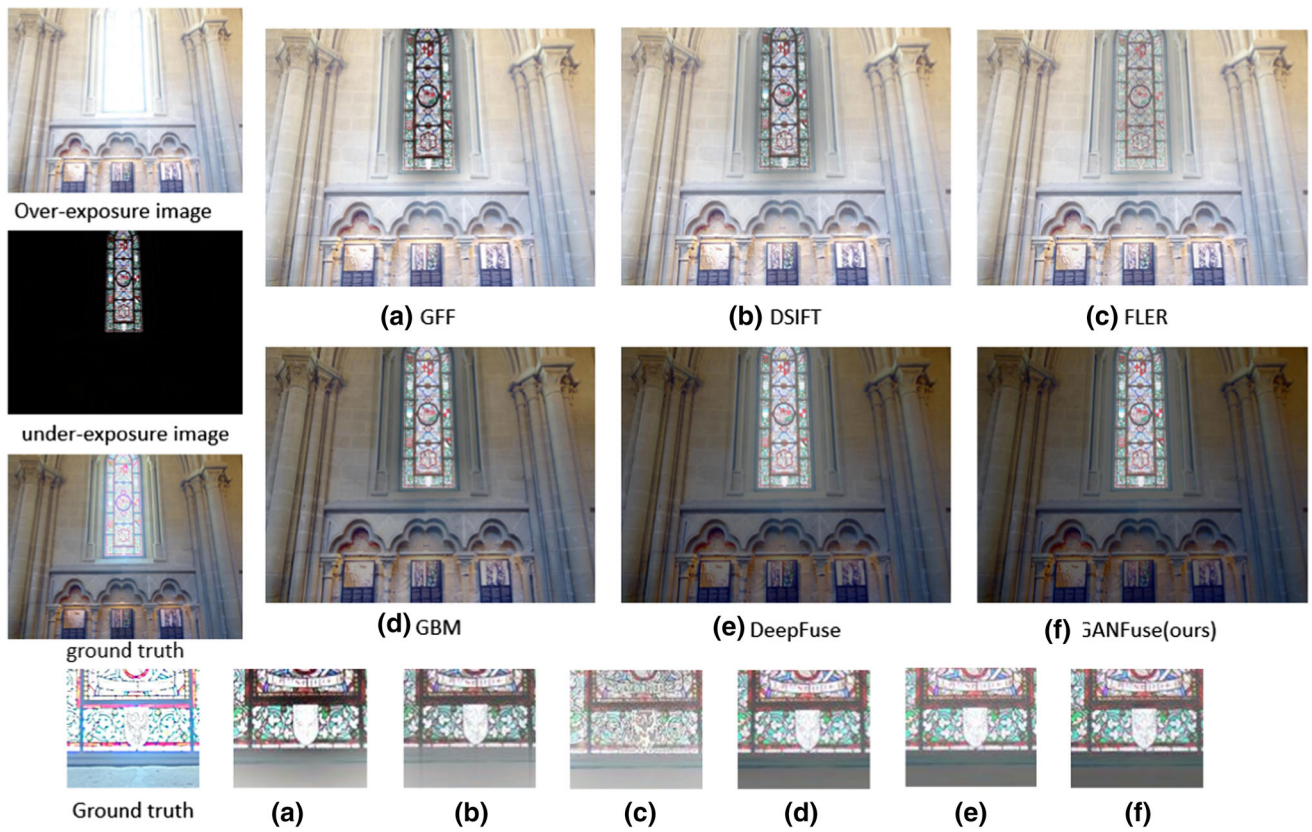 Over-exposure image
under-exposure image
ground truth
(a) GFF
(b) DSIFT
(c) FLER
(d) GBM
(e) DeepFuse
(f) GANFuse(ours)
Ground truth
(a)
(b)
(c)
(d)
(e)
(f)